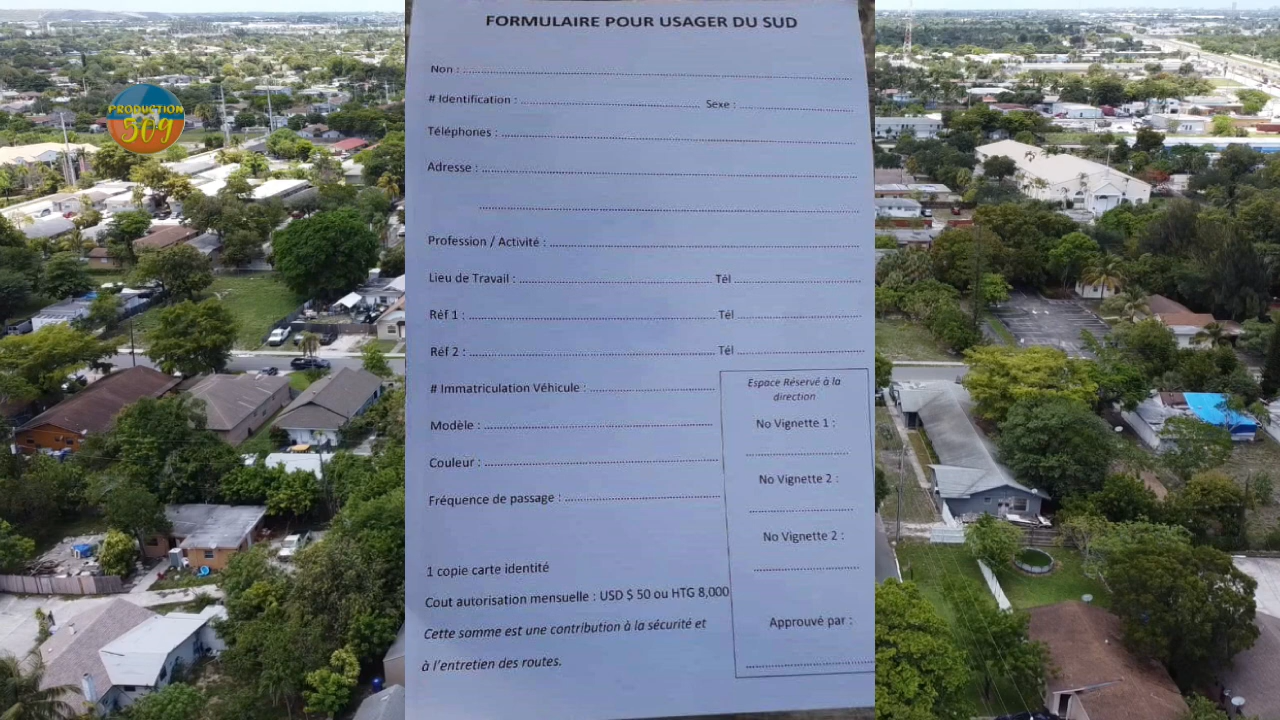 PRODUCTION
509
FORMULAIRE POUR USAGER DU SUD
Non :
# Identification : Sexe :
Téléphones :
Adresse :
Profession / Activité :
Lieu de Travail : Tél
Réf 1 : Tél
Réf 2 : Tél
# Immatriculation Véhicule :
Modèle :
Couleur :
Fréquence de passage :
1 copie carte identité
Cout autorisation mensuelle : USD $ 50 ou HTG 8,000
Cette somme est une contribution à la sécurité et
à l'entretien des routes.
Espace Réservé à la
direction
No Vignette 1 :
No Vignette 2 :
No Vignette 2 :
Approuvé par :